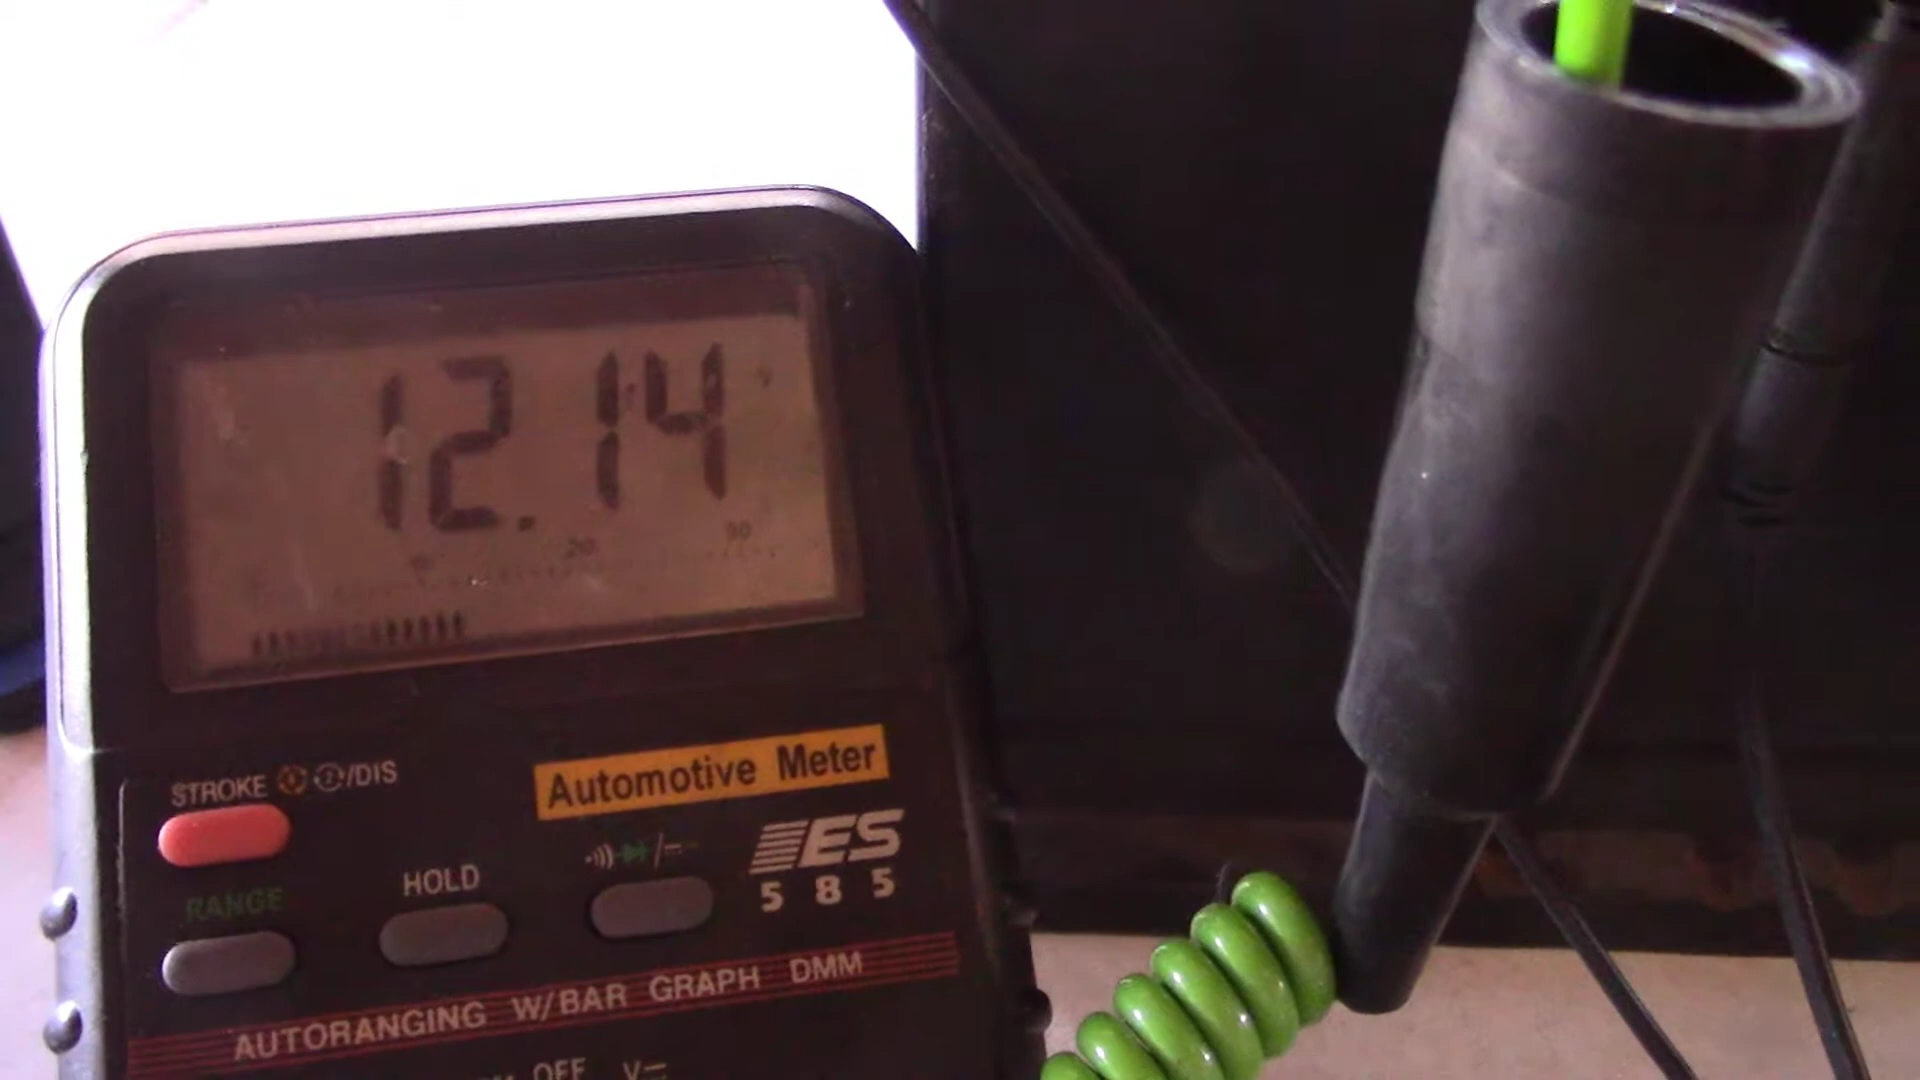 12.14
20 30
STROKE /DIS
Automotive Meter
ES
585
RANGE
HOLD
AUTORANGING W/BAR GRAPH DMM
OFF V